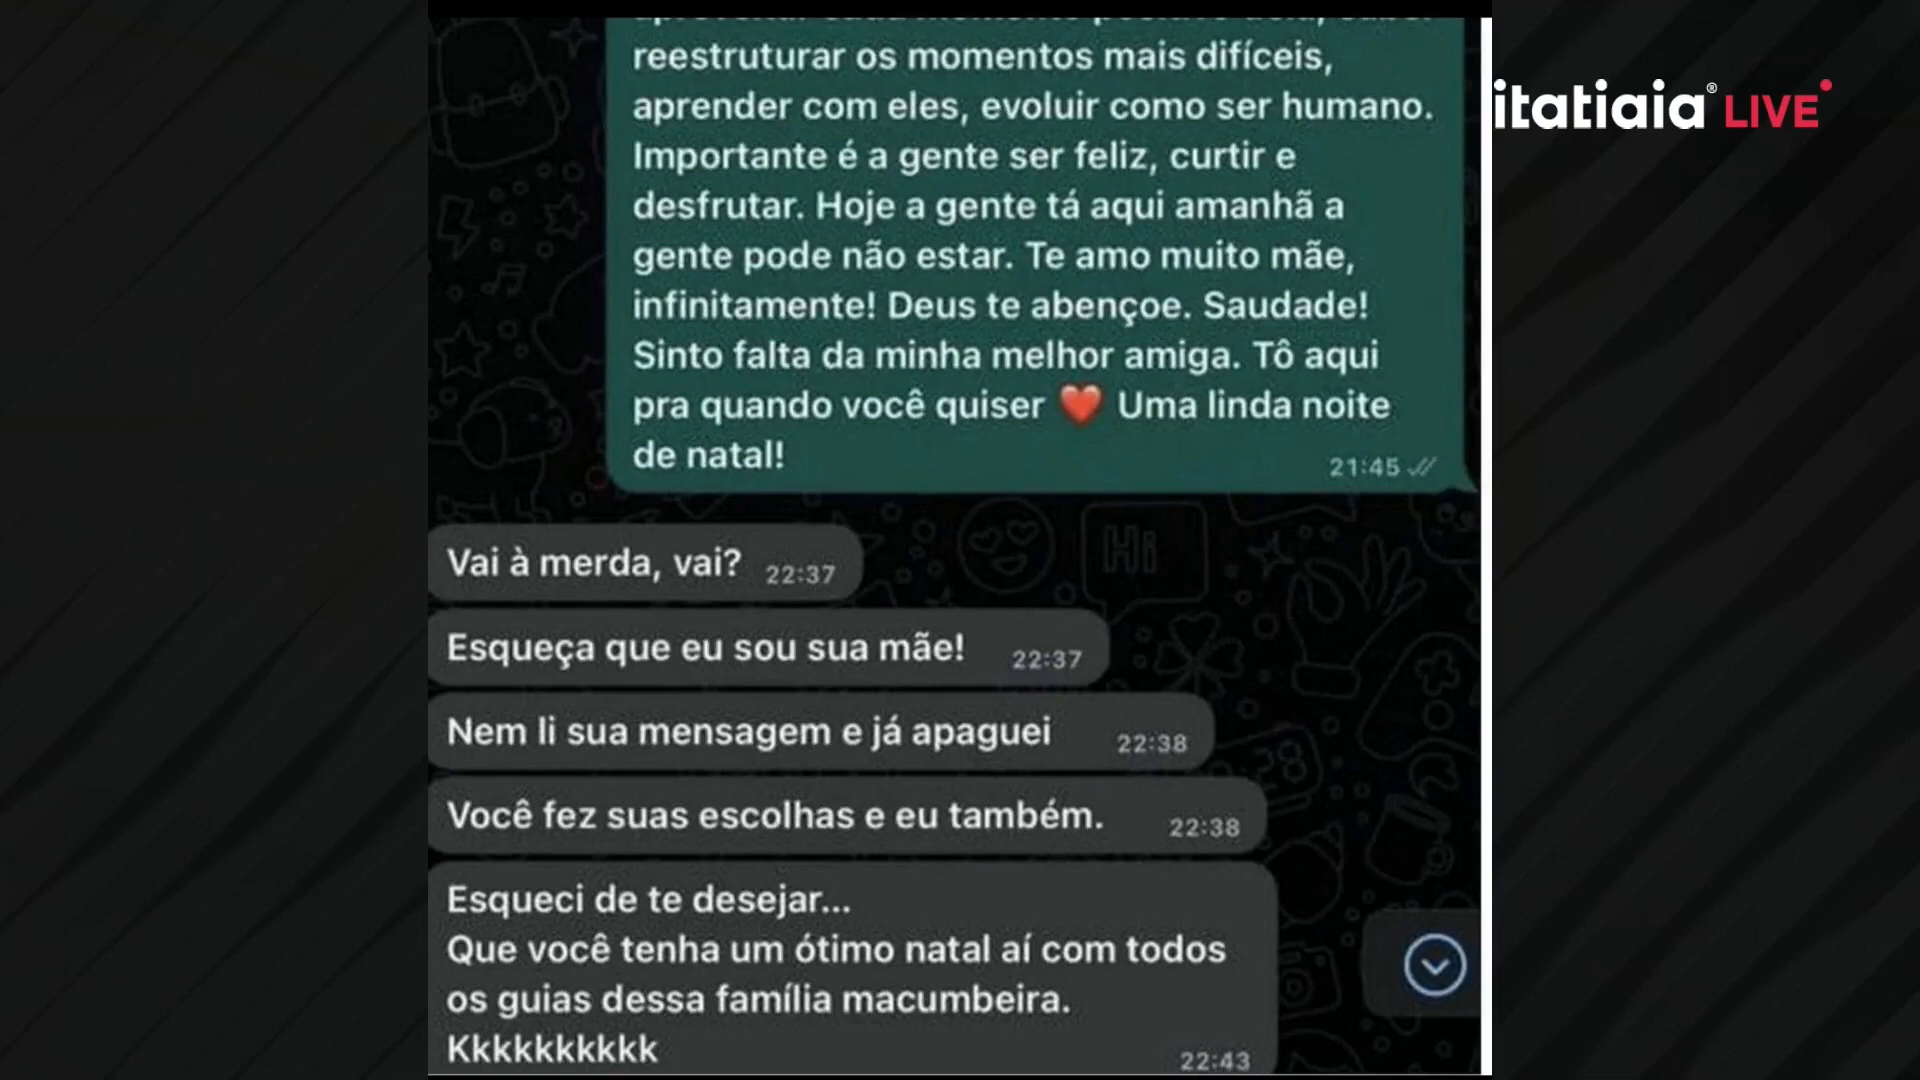 reestruturar os momentos mais difíceis,
aprender com eles, evoluir como ser humano.
Importante é a gente ser feliz, curtir e
desfrutar. Hoje a gente tá aqui amanhã a
gente pode não estar. Te amo muito mãe,
infinitamente! Deus te abençoe. Saudade!
Sinto falta da minha melhor amiga. Tô aqui
pra quando você quiser ❤️ Uma linda noite
de natal!
21:45
itatiaia® LIVE
Vai à merda, vai? 22:37
Esqueça que eu sou sua mãe! 22:37
Hi
Nem li sua mensagem e já apaguei 22:38
28
Você fez suas escolhas e eu também. 22:38
Esqueci de te desejar...
Que você tenha um ótimo natal aí com todos
os guias dessa família macumbeira.
Kkkkkkkkkk
22:43